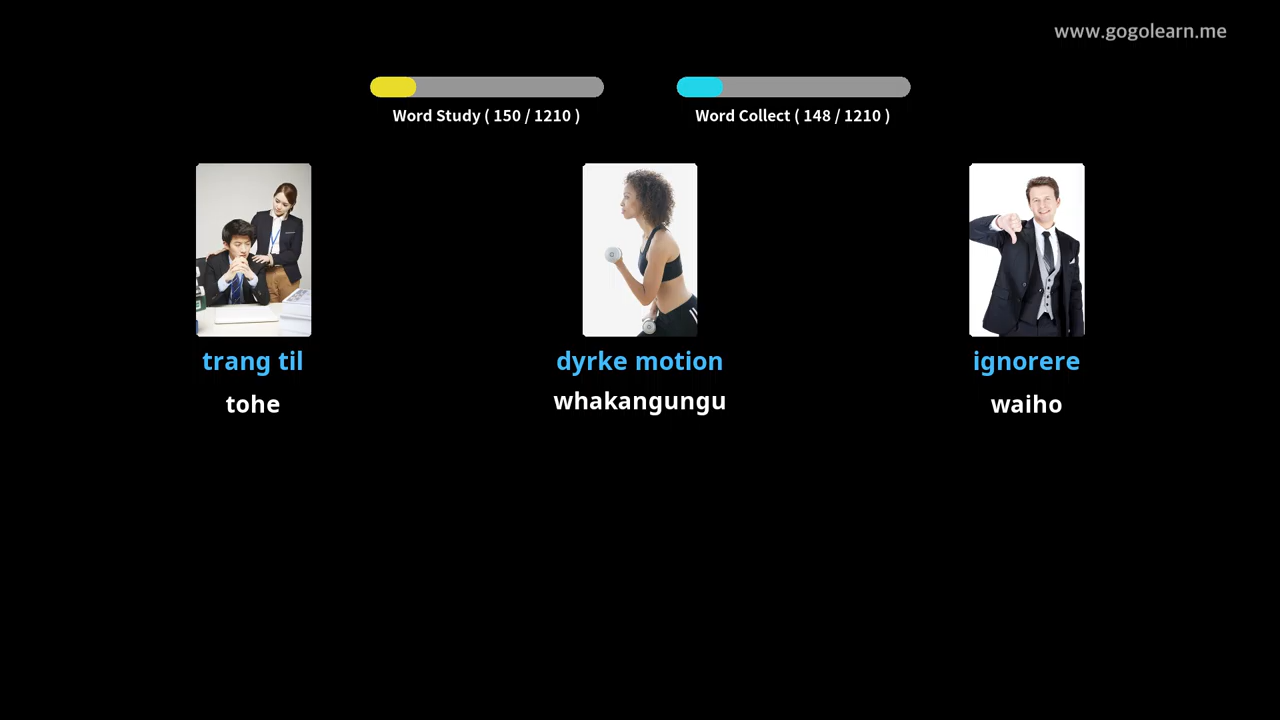 www.gogolearn.me
Word Study ( 150 / 1210 )
Word Collect ( 148 / 1210 )
trang til
dyrke motion
ignorere
tohe
whakangungu
waiho